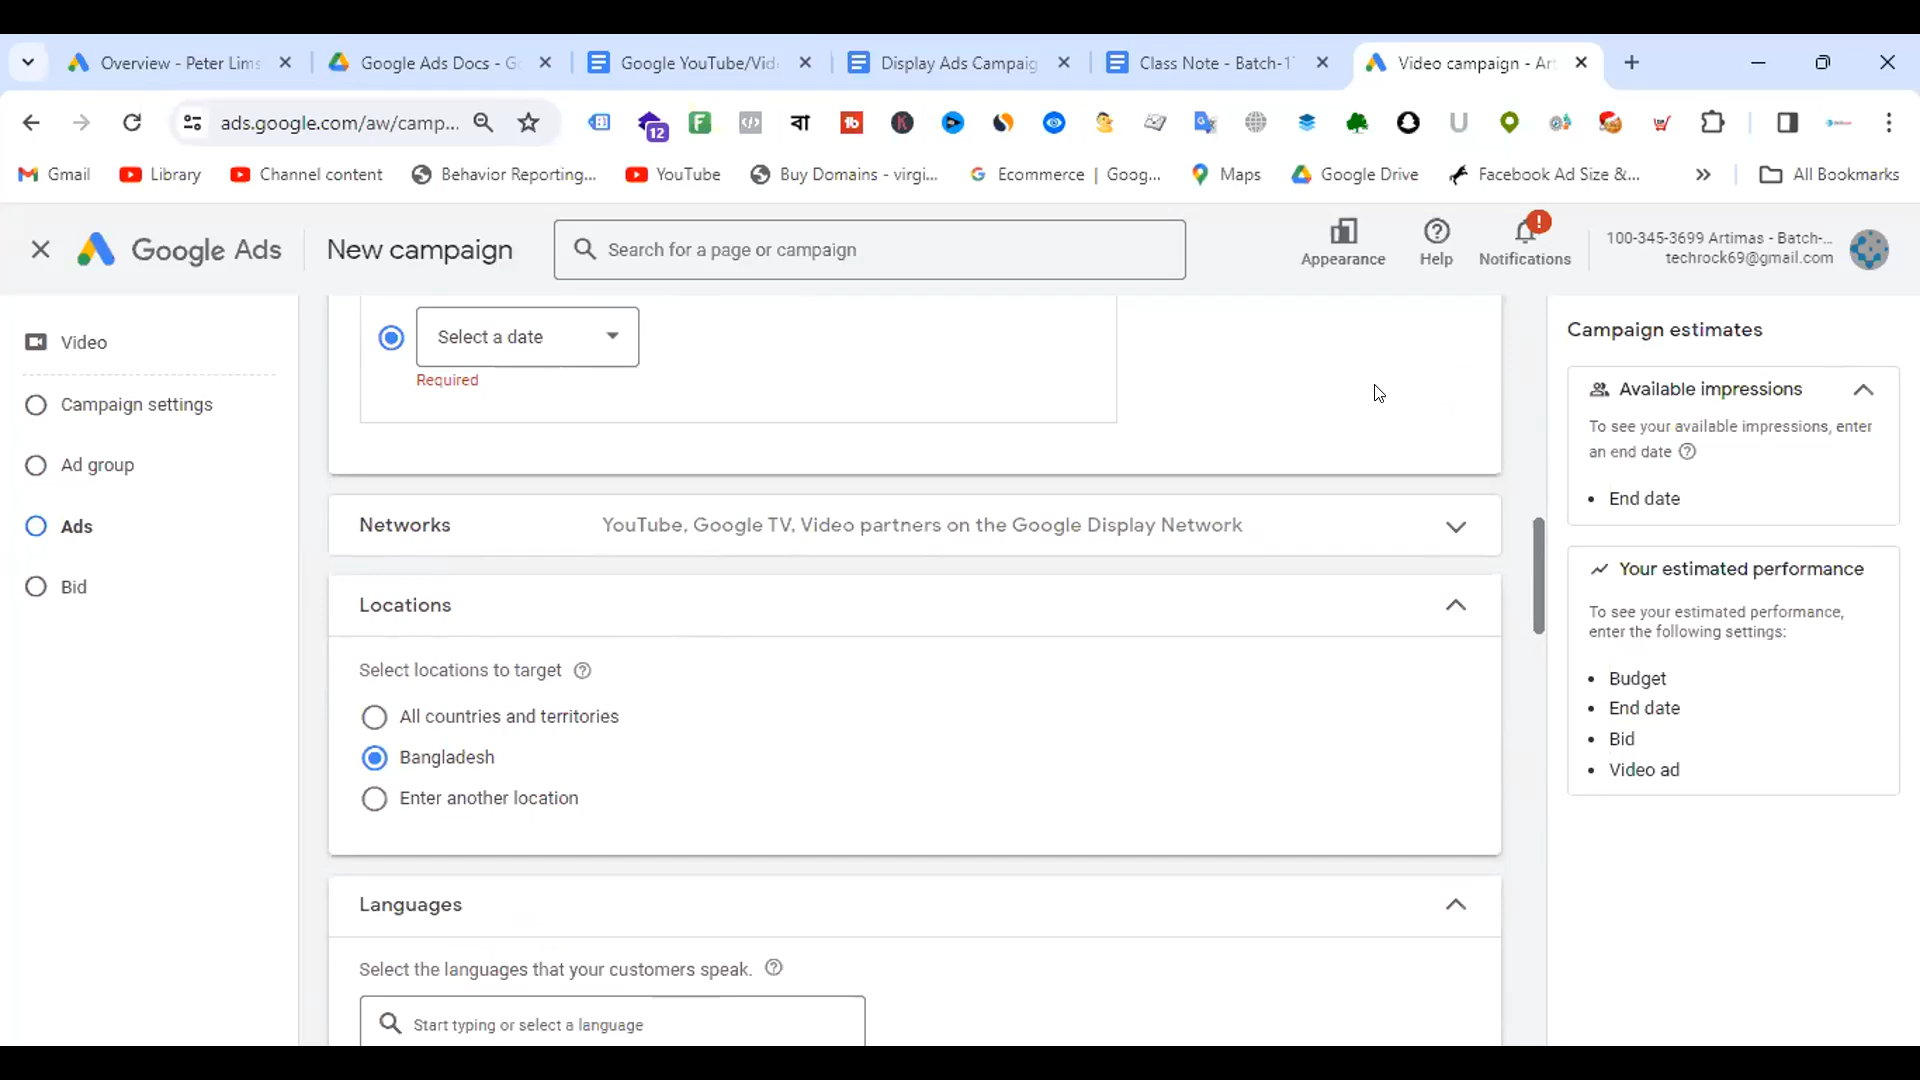 Overview - Peter Lims
Google Ads Docs - Go
Google YouTube/Vid
Display Ads Campaig
Class Note - Batch-1
Video campaign - Art
ads.google.com/aw/camp...
12
F
বা
K
U
Gmail
Library
Channel content
Behavior Reporting...
YouTube
Buy Domains - virgi...
Ecommerce | Goog...
Maps
Google Drive
Facebook Ad Size &...
All Bookmarks
Google Ads
New campaign
Search for a page or campaign
Appearance
Help
Notifications
100-345-3699 Artimas - Batch-...
techrock69@gmail.com
Video
Campaign settings
Ad group
Ads
Bid
Select a date
Required
Networks
YouTube, Google TV, Video partners on the Google Display Network
Locations
Select locations to target
All countries and territories
Bangladesh
Enter another location
Languages
Select the languages that your customers speak.
Start typing or select a language
Campaign estimates
Available impressions
To see your available impressions, enter
an end date
• End date
Your estimated performance
To see your estimated performance,
enter the following settings:
• Budget
• End date
• Bid
• Video ad